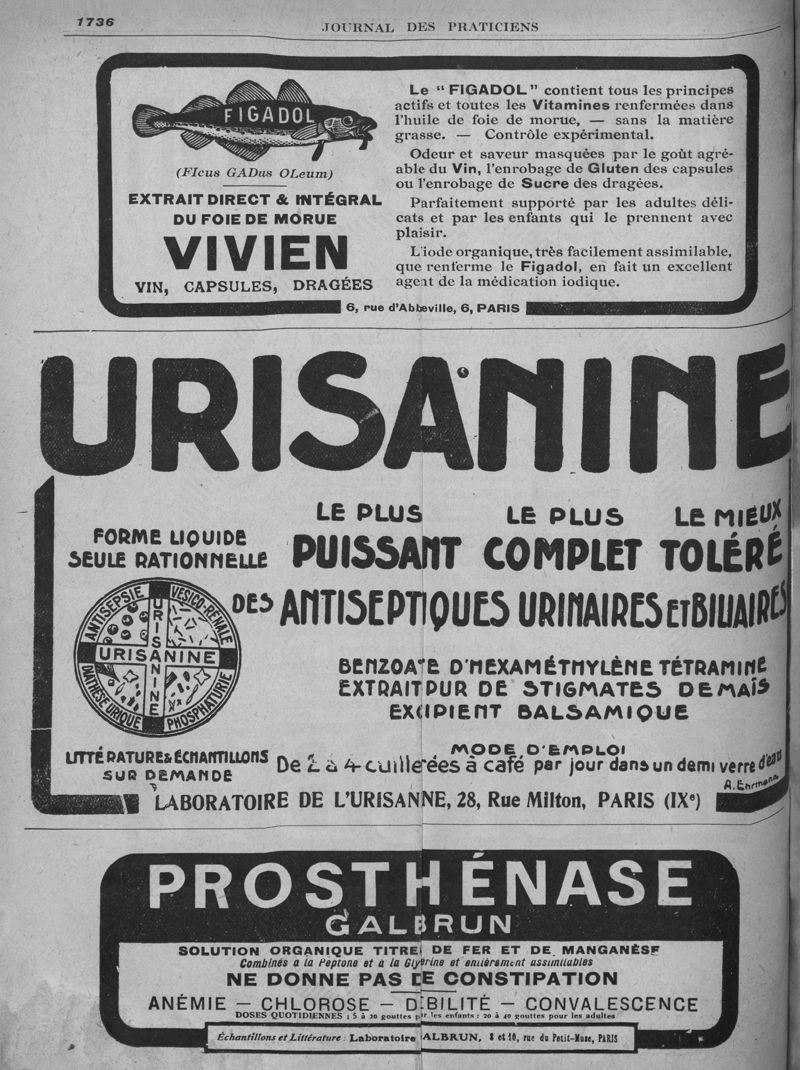 1736
JOURNAL DES PRATICIENS
FIGADOL
(FIcus GADus OLeum)
EXTRAIT DIRECT & INTÉGRAL
DU FOIE DE MORUE
VIVIEN
VIN, CAPSULES, DRAGÉES
Le “FIGADOL” contient tous les principes
actifs et toutes les Vitamines renfermées dans
l'huile de foie de morue, — sans la matière
grasse. — Contrôle expérimental.
Odeur et saveur masquées par le goût agré-
able du Vin, l'enrobage de Gluten des capsules
ou l'enrobage de Sucre des dragées.
Parfaitement supporté par les adultes déli-
cats et par les enfants qui le prennent avec
plaisir.
L'iode organique, très facilement assimilable,
que renferme le Figadol, en fait un excellent
agent de la médication iodique.
6, rue d'Abbeville, 6, PARIS
URISANINE
FORME LIQUIDE
SEULE RATIONNELLE
LE PLUS PUISSANT
LE PLUS COMPLET
LE MIEUX TOLÉRÉ
DES ANTISEPTIQUES URINAIRES ET BILIAIRES
ANTISEPSIE
VESICO-RÉNALE
URISANINE
URISANINE
DIATHÈSE URIQUE
PHOSPHATURIE
BENZOATE D'HEXAMÉTHYLÈNE TÉTRAMINE
EXTRAIT PUR DE STIGMATES DE MAÏS
EXCIPIENT BALSAMIQUE
LITTÉRATURE & ÉCHANTILLONS
SUR DEMANDE
MODE D'EMPLOI
De 2 à 4 cuillerées à café par jour dans un demi verre d'eau
A. Ehrmann
LABORATOIRE DE L'URISANNE, 28, Rue Milton, PARIS (IXe)
PROSTHÉNASE
GALBRUN
SOLUTION ORGANIQUE TITREE DE FER ET DE MANGANÈSE
Combinés a la Peptone et à la Glycérine et entièrement assimilables
NE DONNE PAS DE CONSTIPATION
ANÉMIE — CHLOROSE — DÉBILITÉ — CONVALESCENCE
DOSES QUOTIDIENNES : 5 à 20 gouttes par les enfants : 20 à 40 gouttes pour les adultes
Échantillons et Littérature : Laboratoire GALBRUN, 8 et 10, rue du Petit-Musc, PARIS